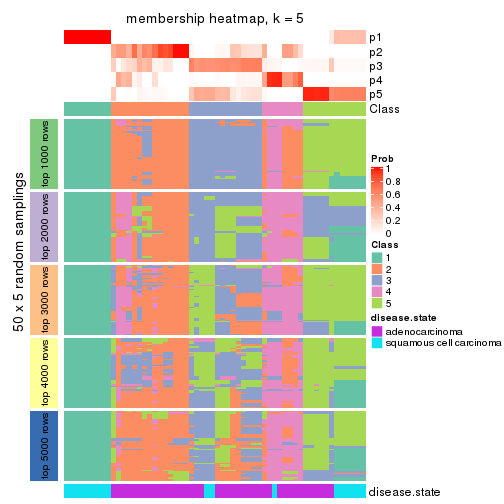 membership heatmap, k = 5
p1
p2
p3
p4
p5
Class
50 x 5 random samplings
top 1000 rows
top 2000 rows
top 3000 rows
top 4000 rows
top 5000 rows
disease.state
Prob
1
0.8
0.6
0.4
0.2
0
Class
1
2
3
4
5
disease.state
adenocarcinoma
squamous cell carcinoma